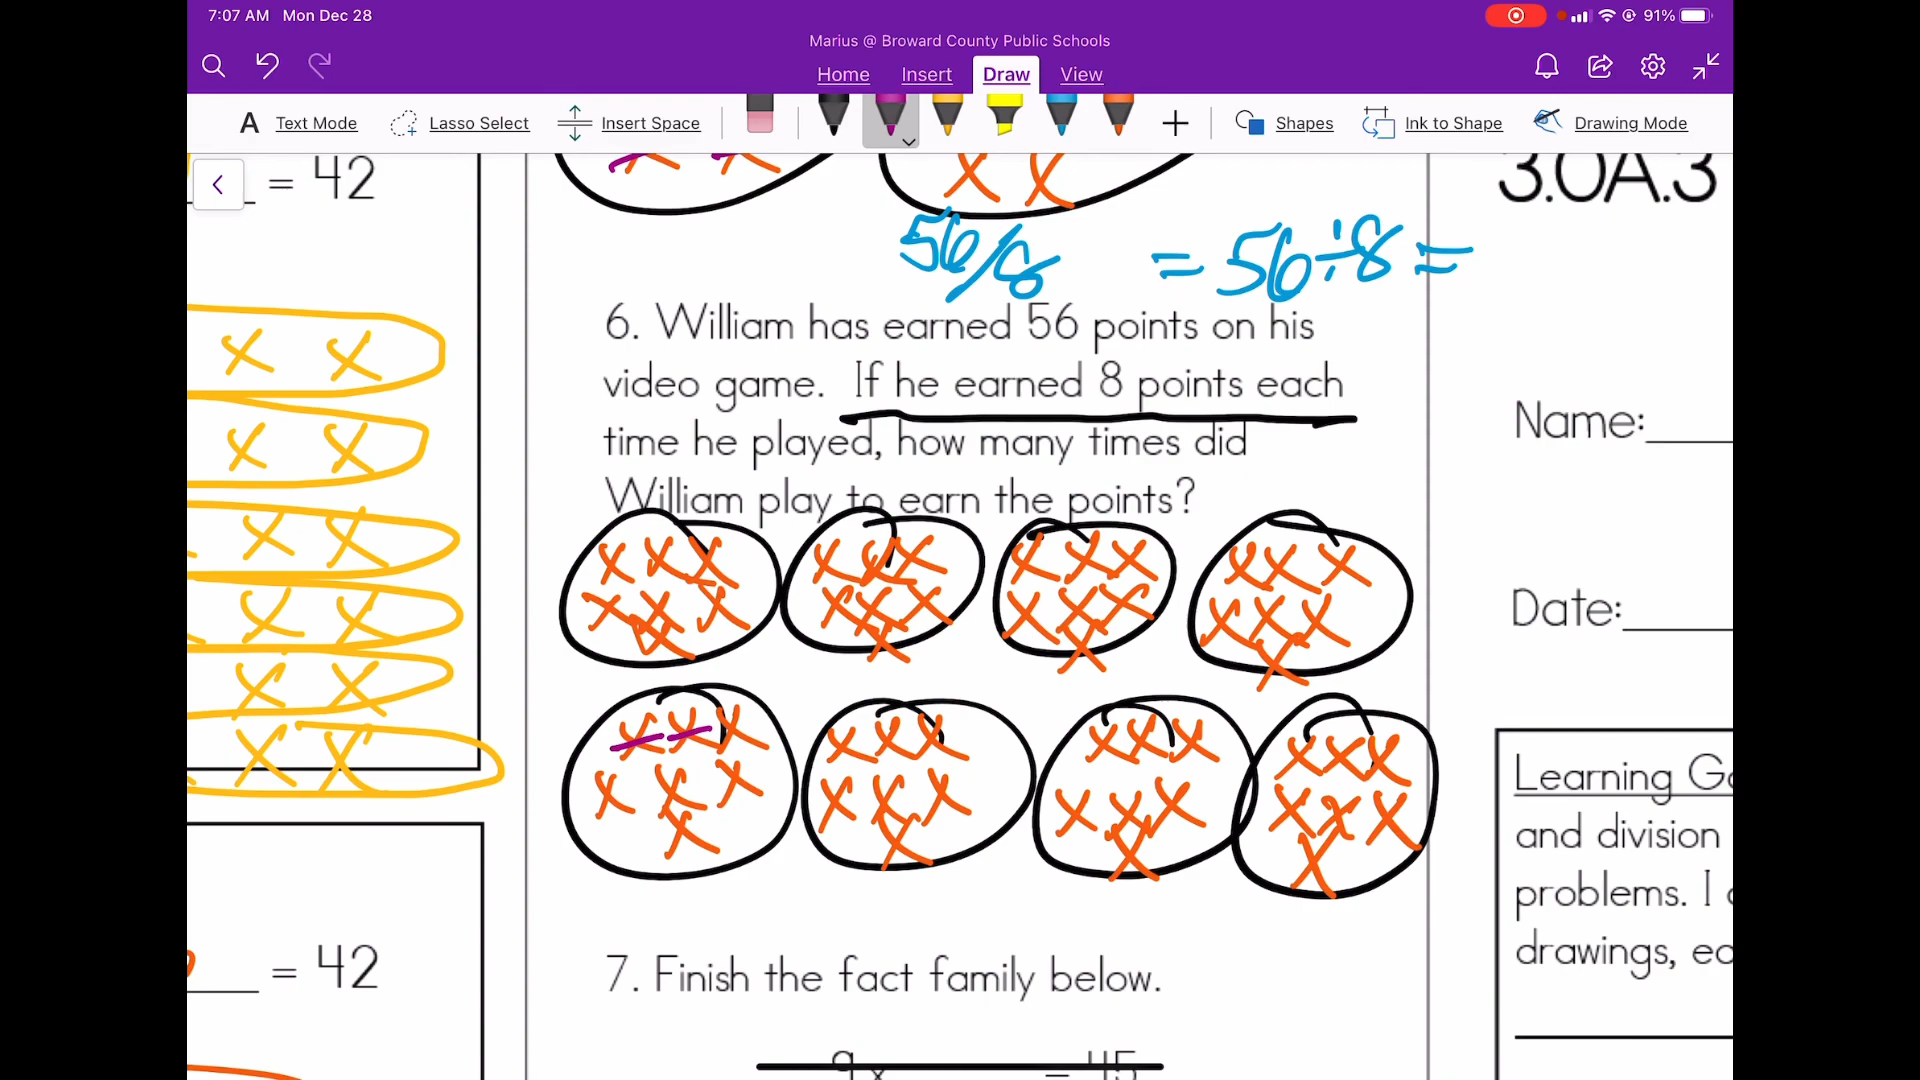 7:07 AM Mon Dec 28
91%
Marius @ Broward County Public Schools
Home Insert Draw View
A Text Mode Lasso Select Insert Space Shapes Ink to Shape Drawing Mode
= 42
3.OA.3
56/8 = 56÷8 =
6. William has earned 56 points on his
video game. If he earned 8 points each
time he played, how many times did
William play to earn the points?
X X
X X
X X
X X
X X
X X
X X X X X X X X X X X X
X X X X X X X X X X X X
X X X X
X X X X X X X X X X X X
X X X X X X X X X X X X
X X X X
Name:
Date:
Learning Go
and division
problems. I
drawings, eq
= 42
7. Finish the fact family below.
9x = 45